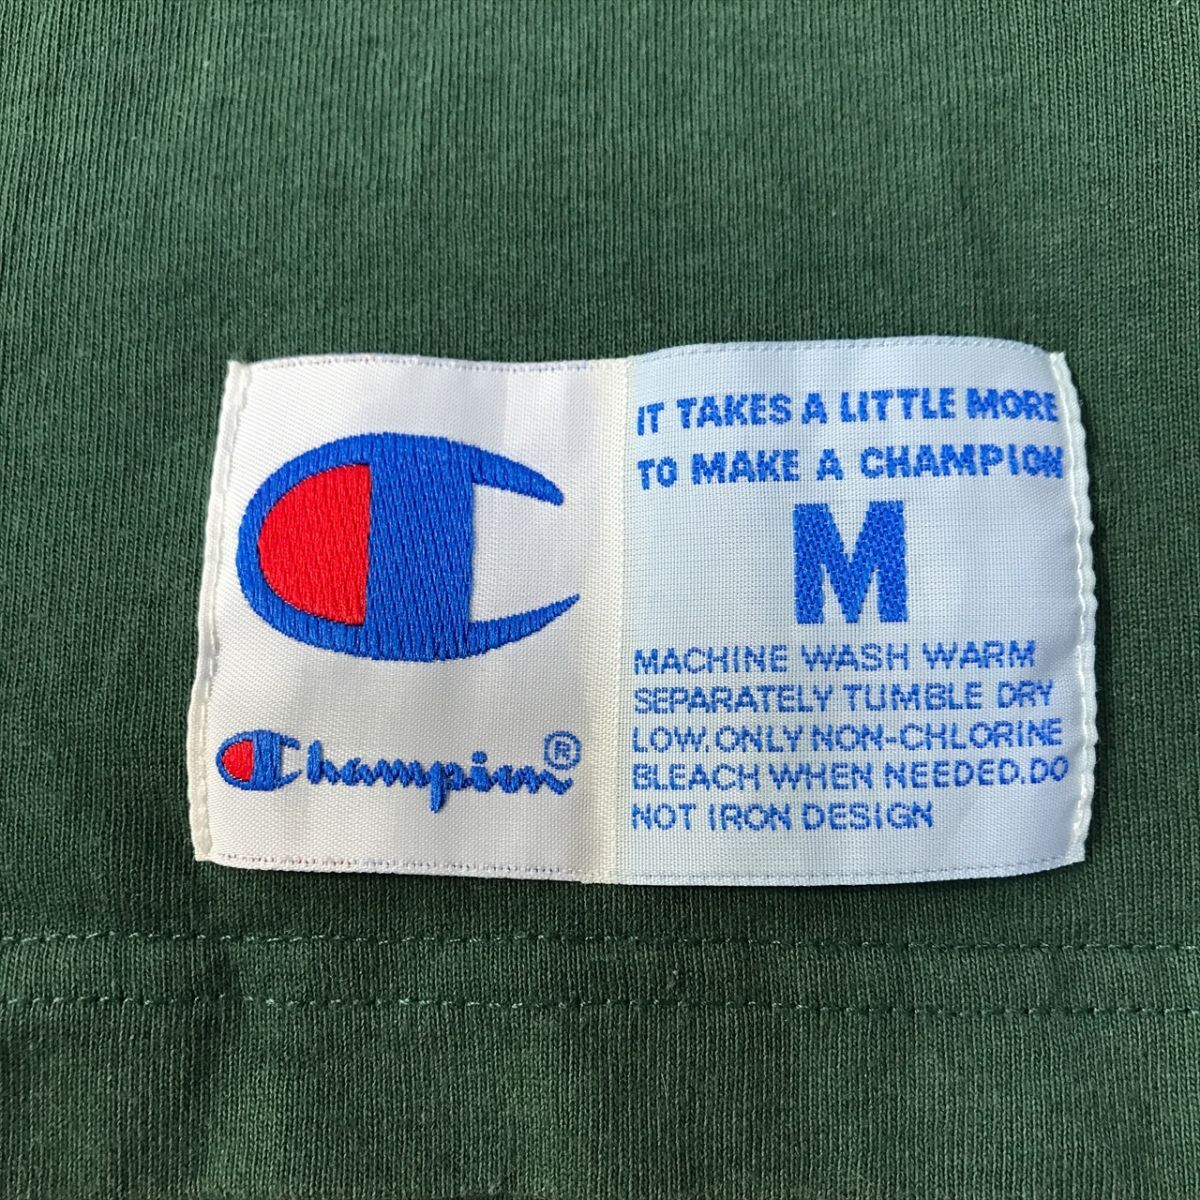 Champion®
IT TAKES A LITTLE MORE
TO MAKE A CHAMPION
M
MACHINE WASH WARM
SEPARATELY TUMBLE DRY
LOW.ONLY NON-CHLORINE
BLEACH WHEN NEEDED.DO
NOT IRON DESIGN